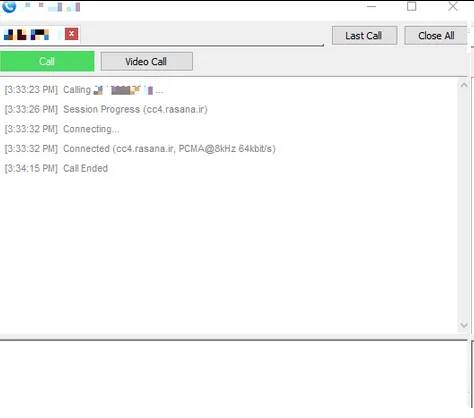 x
Last Call
Close All
Call
Video Call
[3:33:23 PM] Calling ...
[3:33:26 PM] Session Progress (cc4.rasana.ir)
[3:33:32 PM] Connecting...
[3:33:32 PM] Connected (cc4.rasana.ir, PCMA@8kHz 64kbit/s)
[3:34:15 PM] Call Ended